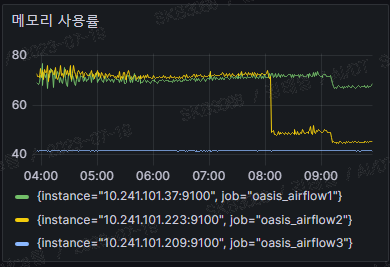 메모리 사용률
80
60
40
04:00 05:00 06:00 07:00 08:00 09:00
{instance="10.241.101.37:9100", job="oasis_airflow1"}
{instance="10.241.101.223:9100", job="oasis_airflow2"}
{instance="10.241.101.209:9100", job="oasis_airflow3"}